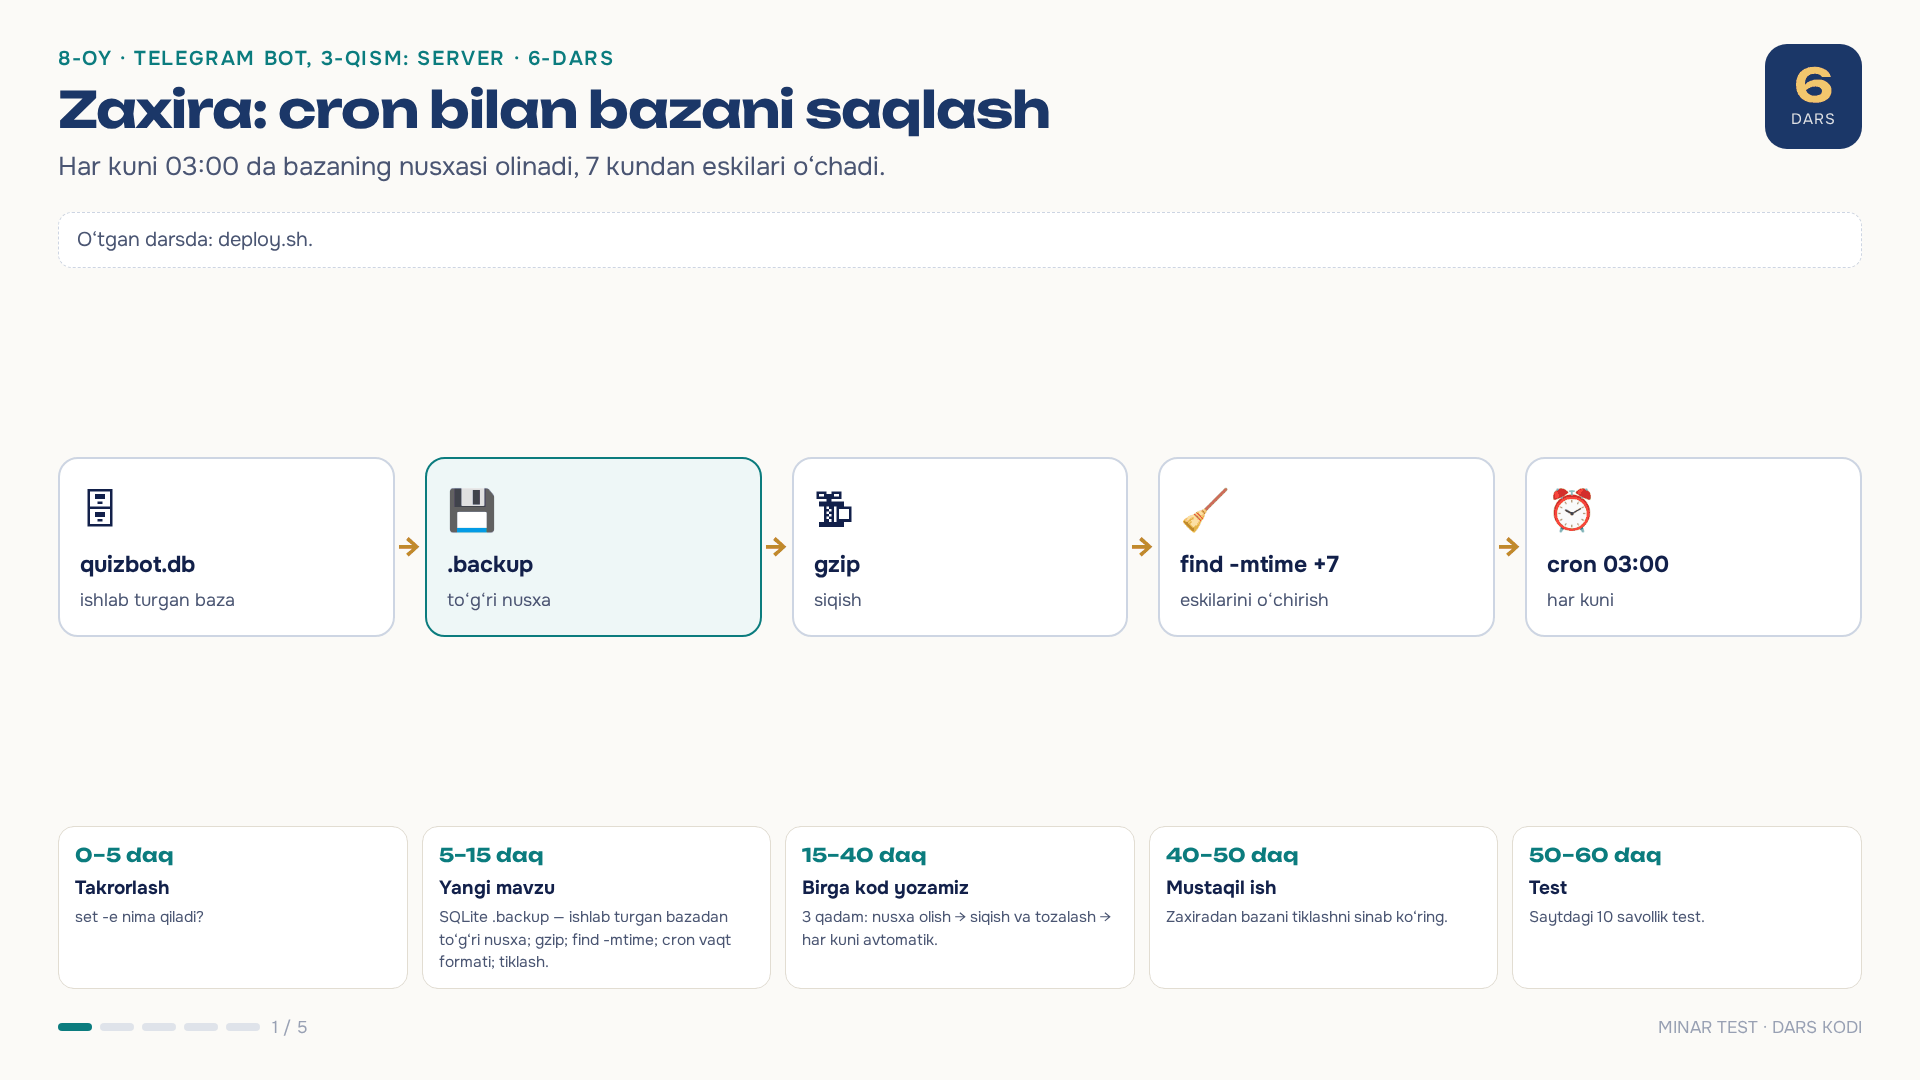 8-OY · TELEGRAM BOT, 3-QISM: SERVER · 6-DARS
Zaxira: cron bilan bazani saqlash
Har kuni 03:00 da bazaning nusxasi olinadi, 7 kundan eskilari o‘chadi.
6
DARS
O‘tgan darsda: deploy.sh.
quizbot.db
ishlab turgan baza
→
.backup
to‘g‘ri nusxa
→
gzip
siqish
→
find -mtime +7
eskilarini o‘chirish
→
cron 03:00
har kuni
0–5 daq
Takrorlash
set -e nima qiladi?
5–15 daq
Yangi mavzu
SQLite .backup — ishlab turgan bazadan
to‘g‘ri nusxa; gzip; find -mtime; cron vaqt
formati; tiklash.
15–40 daq
Birga kod yozamiz
3 qadam: nusxa olish → siqish va tozalash →
har kuni avtomatik.
40–50 daq
Mustaqil ish
Zaxiradan bazani tiklashni sinab ko‘ring.
50–60 daq
Test
Saytdagi 10 savollik test.
1 / 5
MINAR TEST · DARS KODI